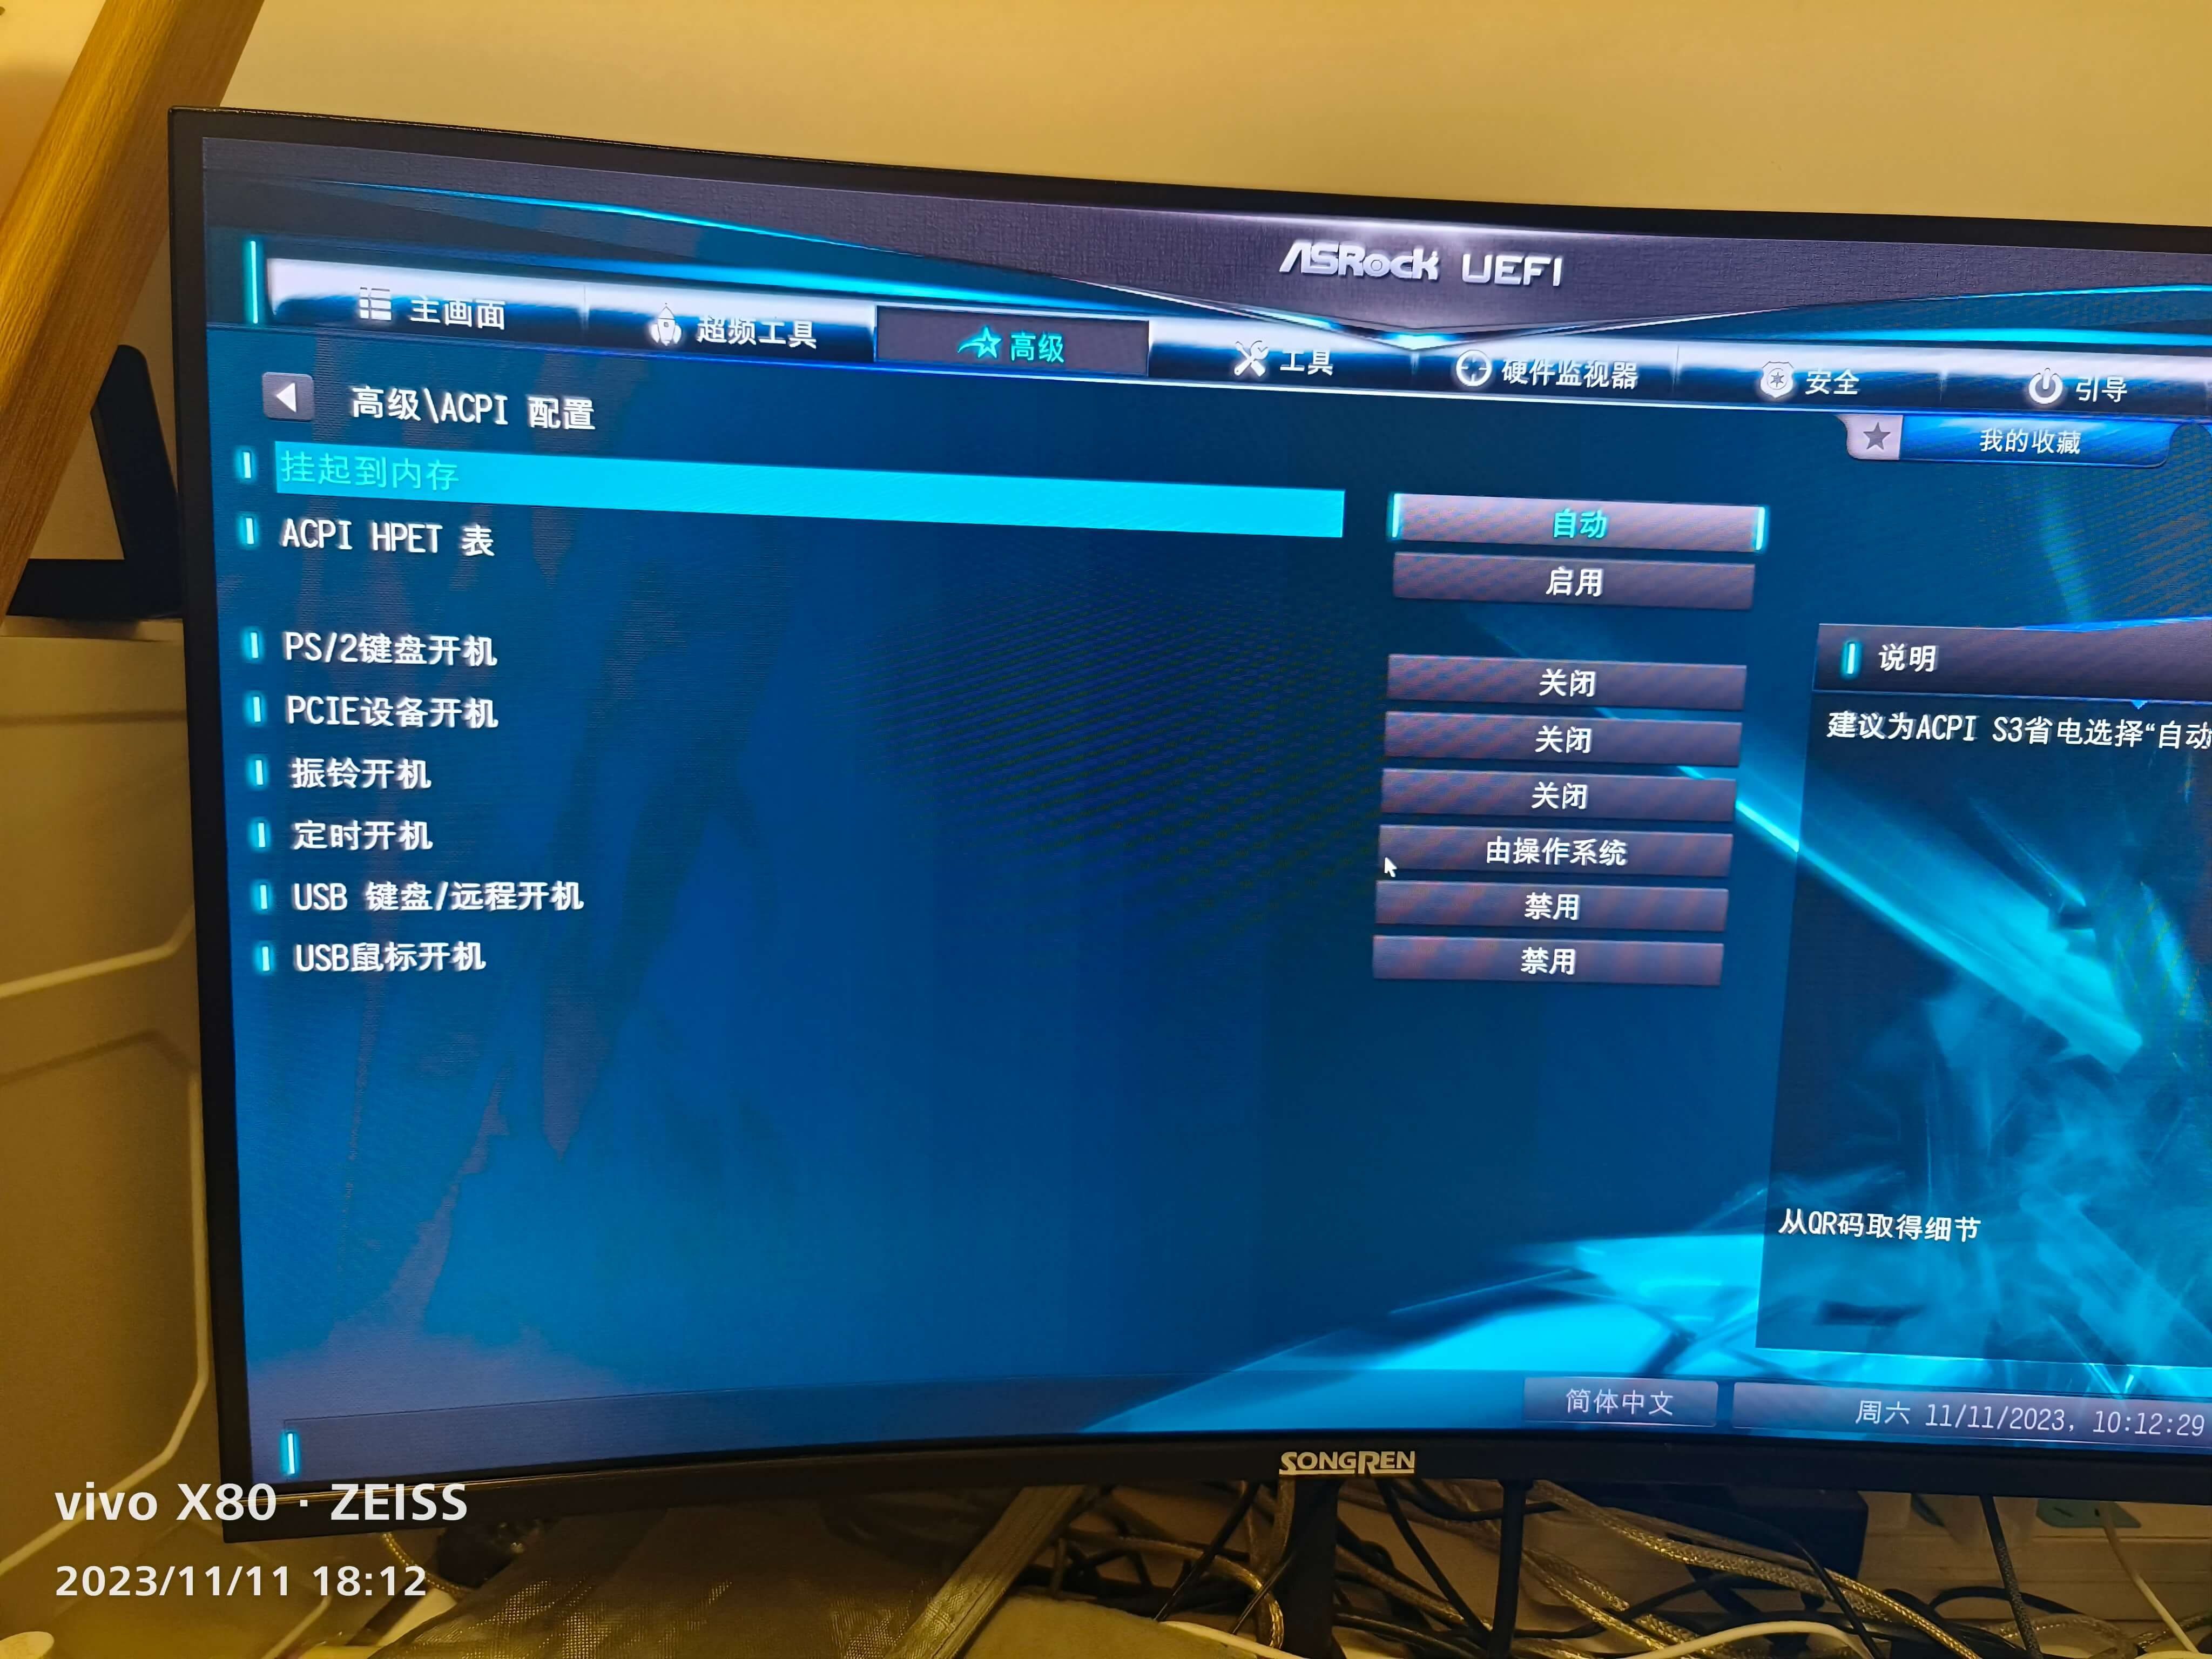 ASRock UEFI
主画面
超频工具
高级
工具
硬件监视器
安全
引导
高级\ACPI 配置
我的收藏
挂起到内存
自动
ACPI HPET 表
启用
PS/2键盘开机
关闭
PCIE设备开机
关闭
振铃开机
关闭
定时开机
由操作系统
USB 键盘/远程开机
禁用
USB鼠标开机
禁用
说明
建议为ACPI S3省电选择“自动
从QR码取得细节
简体中文
周六 11/11/2023, 10:12:29
SONGREN
vivo X80 · ZEISS
2023/11/11 18:12